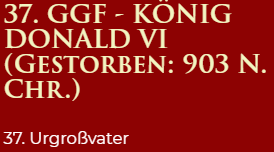 37. GGF - KÖNIG
DONALD VI
(GESTORBEN: 903 N.
CHR.)
37. Urgroßvater